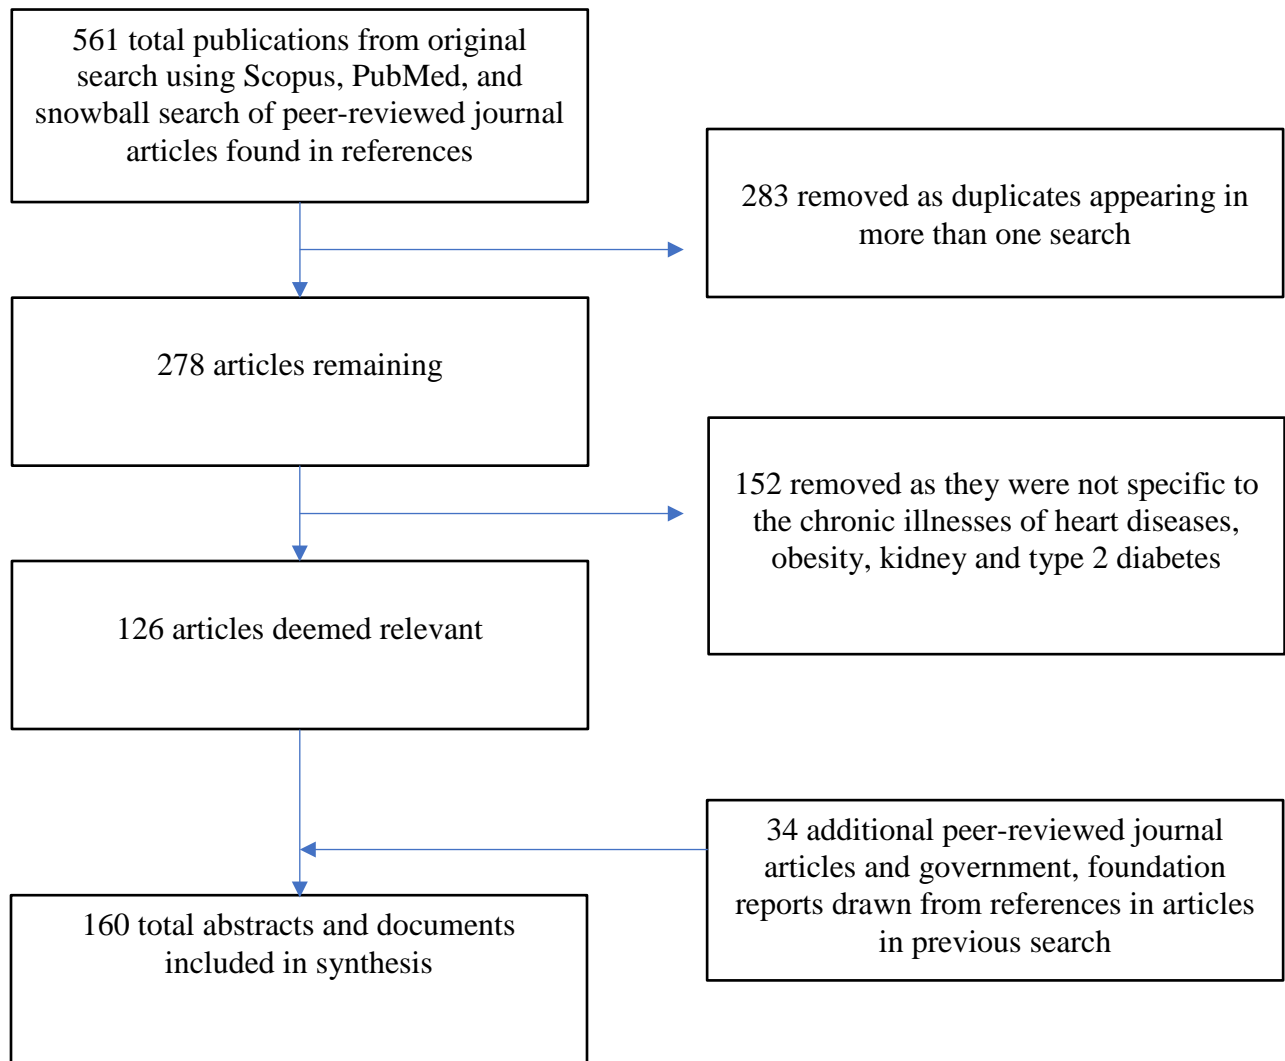 561 total publications from original
search using Scopus, PubMed, and
snowball search of peer-reviewed journal
articles found in references
283 removed as duplicates appearing in
more than one search
278 articles remaining
152 removed as they were not specific to
the chronic illnesses of heart diseases,
obesity, kidney and type 2 diabetes
126 articles deemed relevant
34 additional peer-reviewed journal
articles and government, foundation
reports drawn from references in articles
in previous search
160 total abstracts and documents
included in synthesis